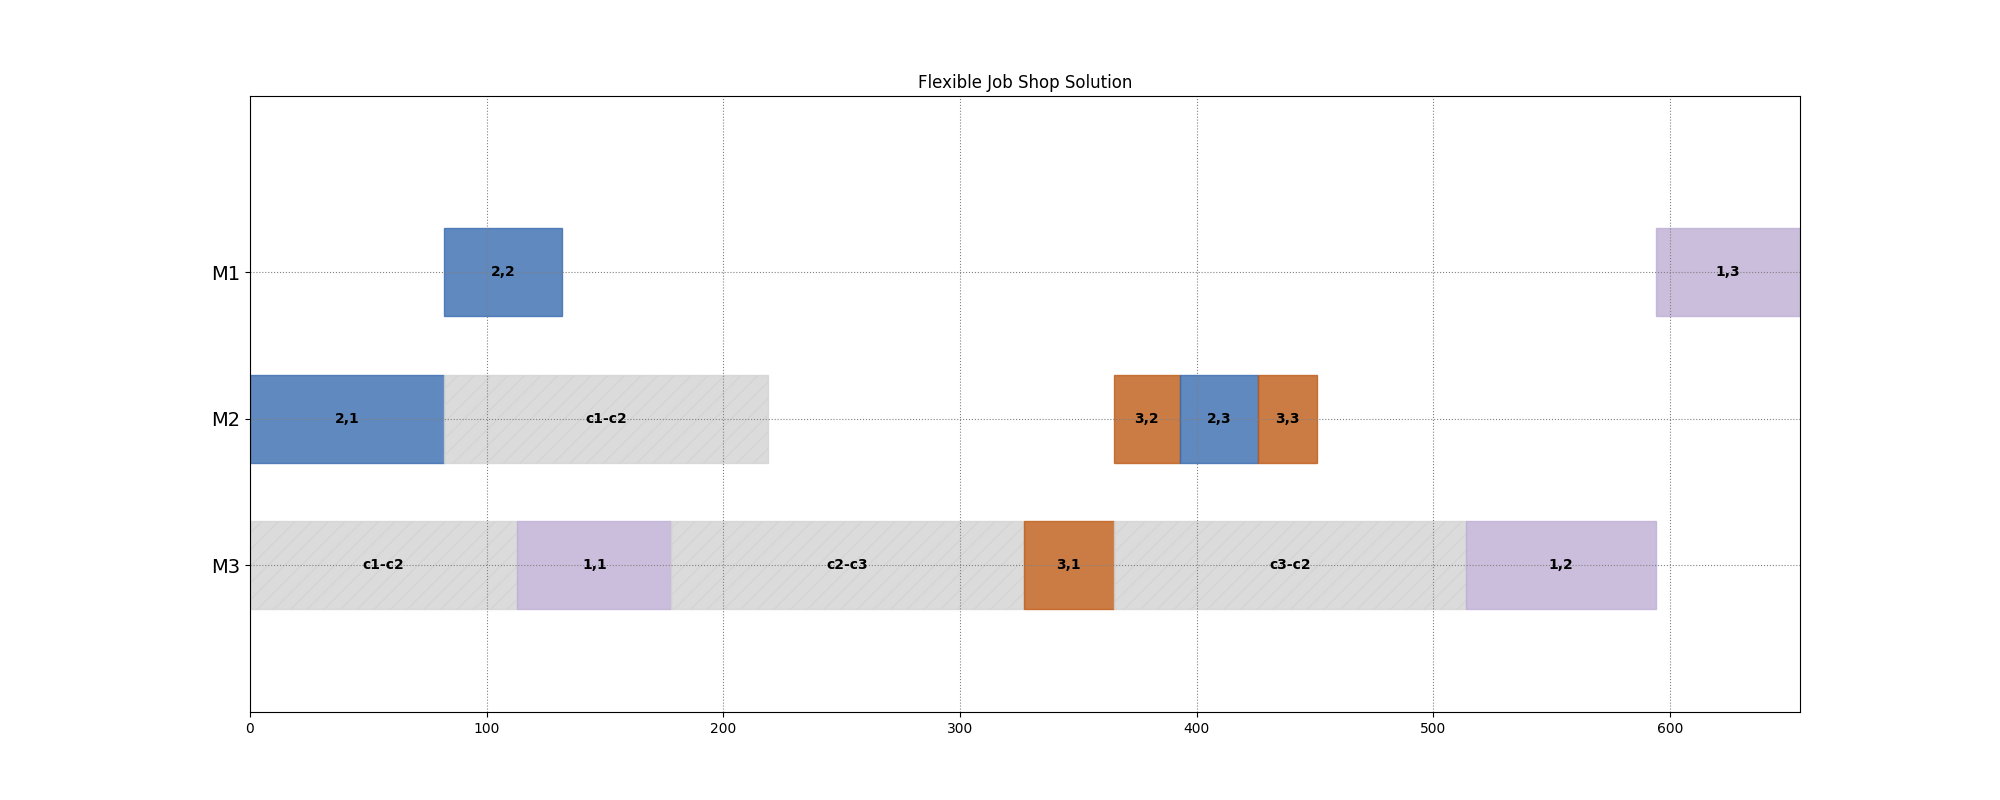 Flexible Job Shop Solution
M1
2,2
1,3
M2
2,1
c1-c2
3,2
2,3
3,3
M3
c1-c2
1,1
c2-c3
3,1
c3-c2
1,2
0
100
200
300
400
500
600